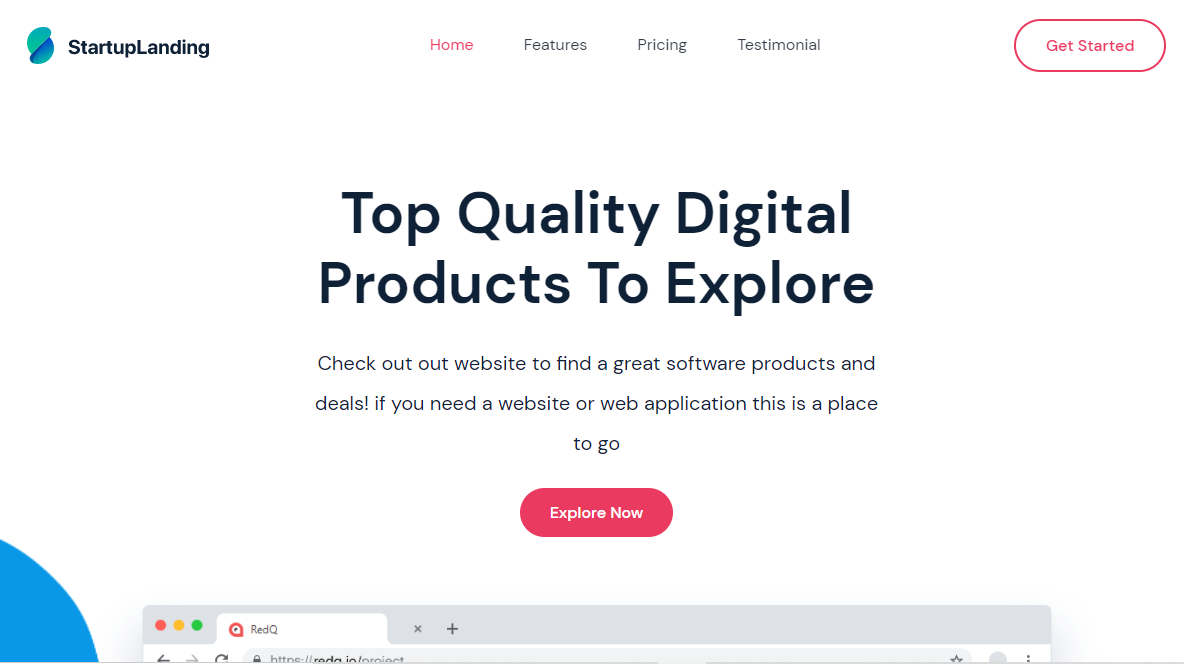 StartupLanding
Home Features Pricing Testimonial
Get Started
Top Quality Digital
Products To Explore
Check out out website to find a great software products and
deals! if you need a website or web application this is a place
to go
Explore Now
RedQ
https://redq.io/project